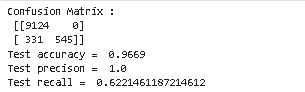 Confusion Matrix :
[[9124    0]
[ 331  545]]
Test accuracy =  0.9669
Test precison =  1.0
Test recall =  0.6221461187214612